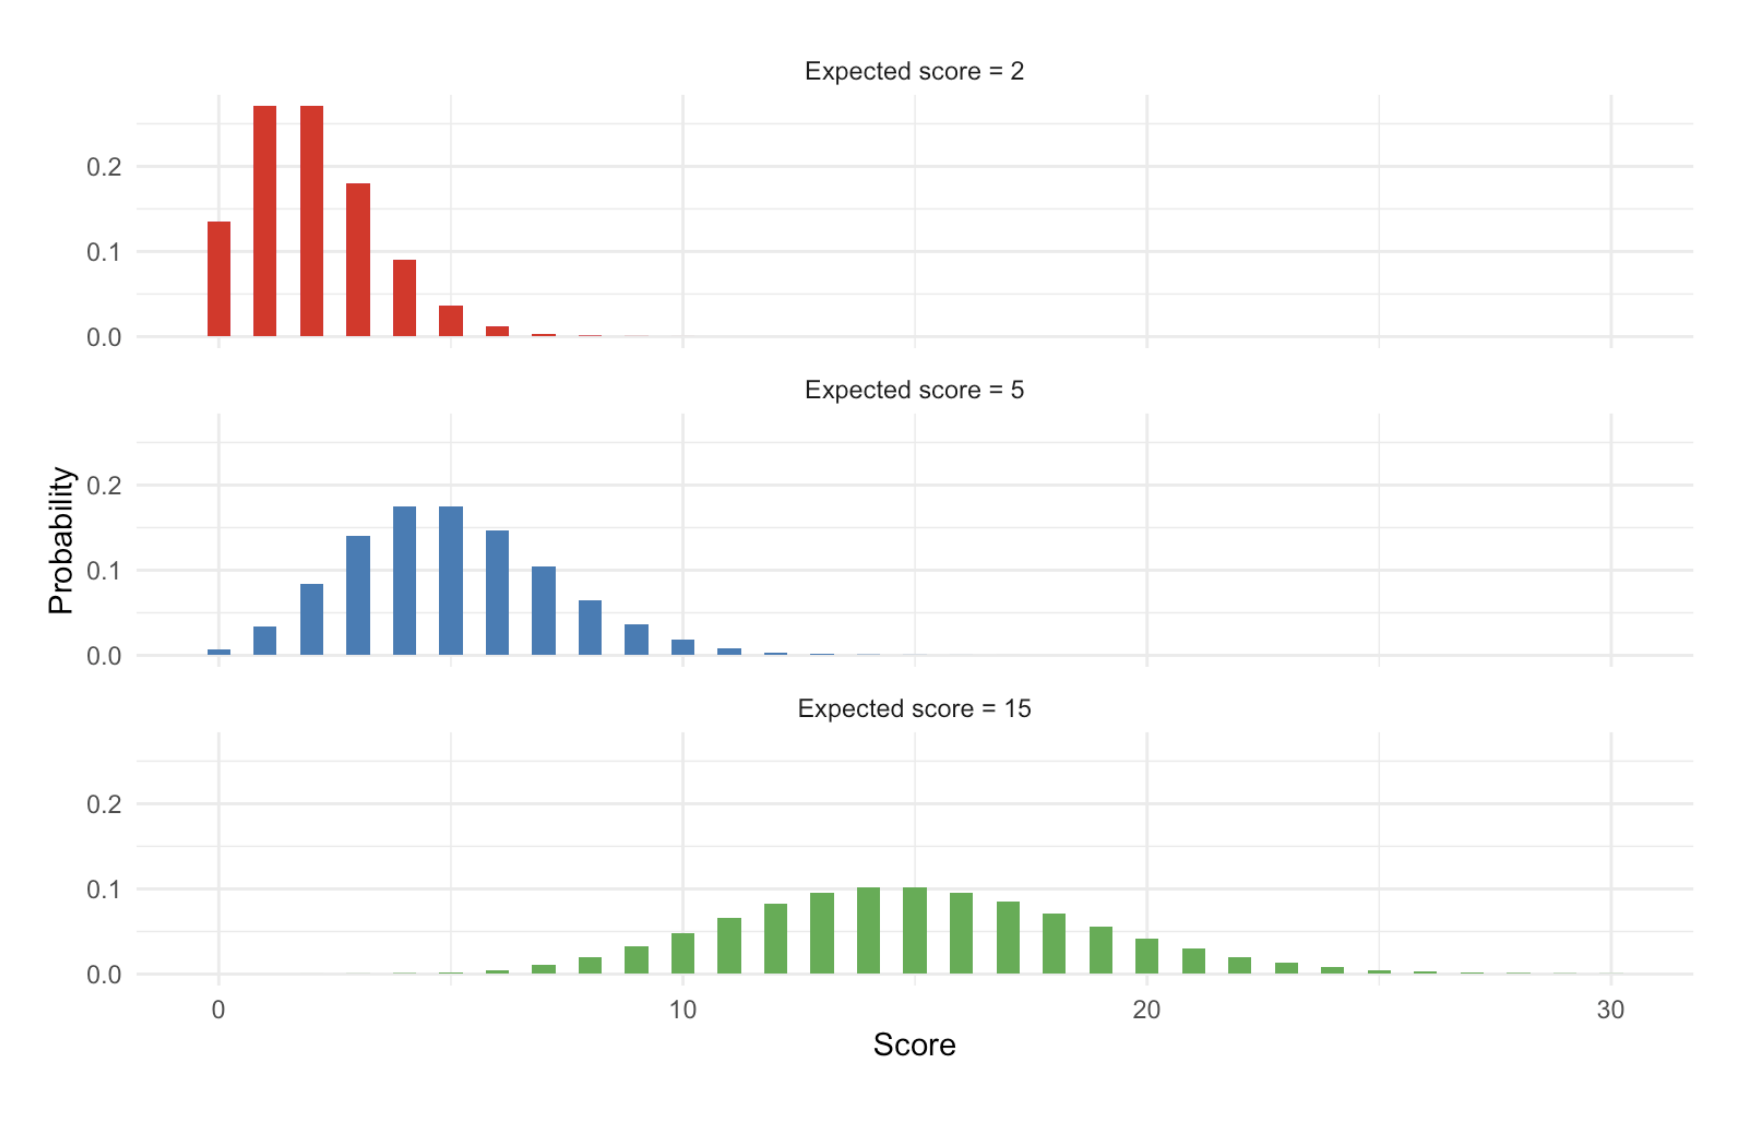 Expected score = 2
0.2
0.1
0.0
Expected score = 5
Probability
0.2
0.1
0.0
Expected score = 15
0.2
0.1
0.0
0 10 20 30
Score